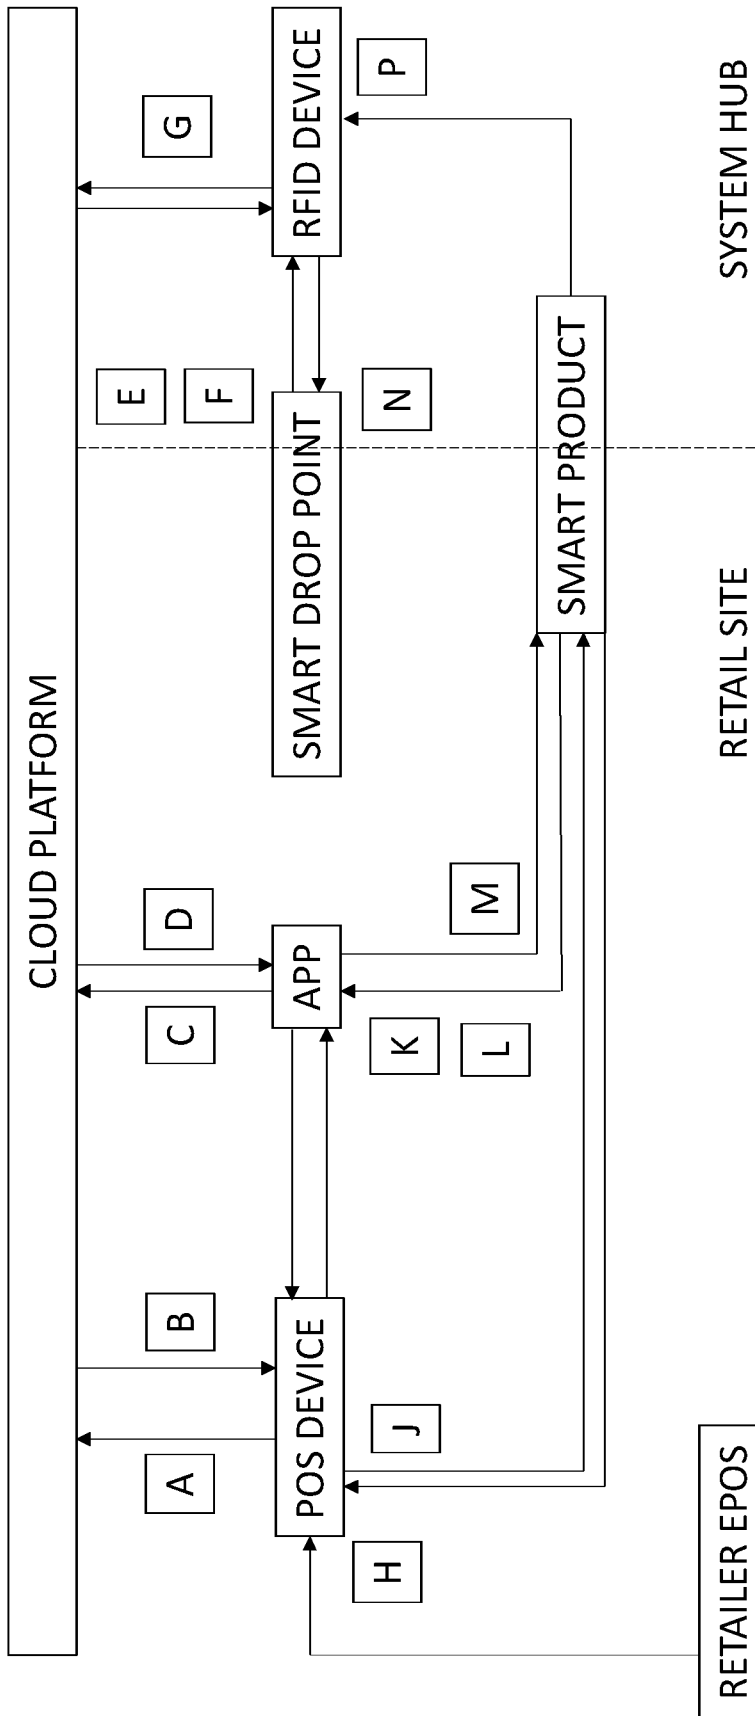 CLOUD PLATFORM
A
B
C
D
E
F
G
POS DEVICE
APP
SMART DROP POINT
RFID DEVICE
H
J
K
L
M
N
P
SMART PRODUCT
RETAILER EPOS
RETAIL SITE
SYSTEM HUB